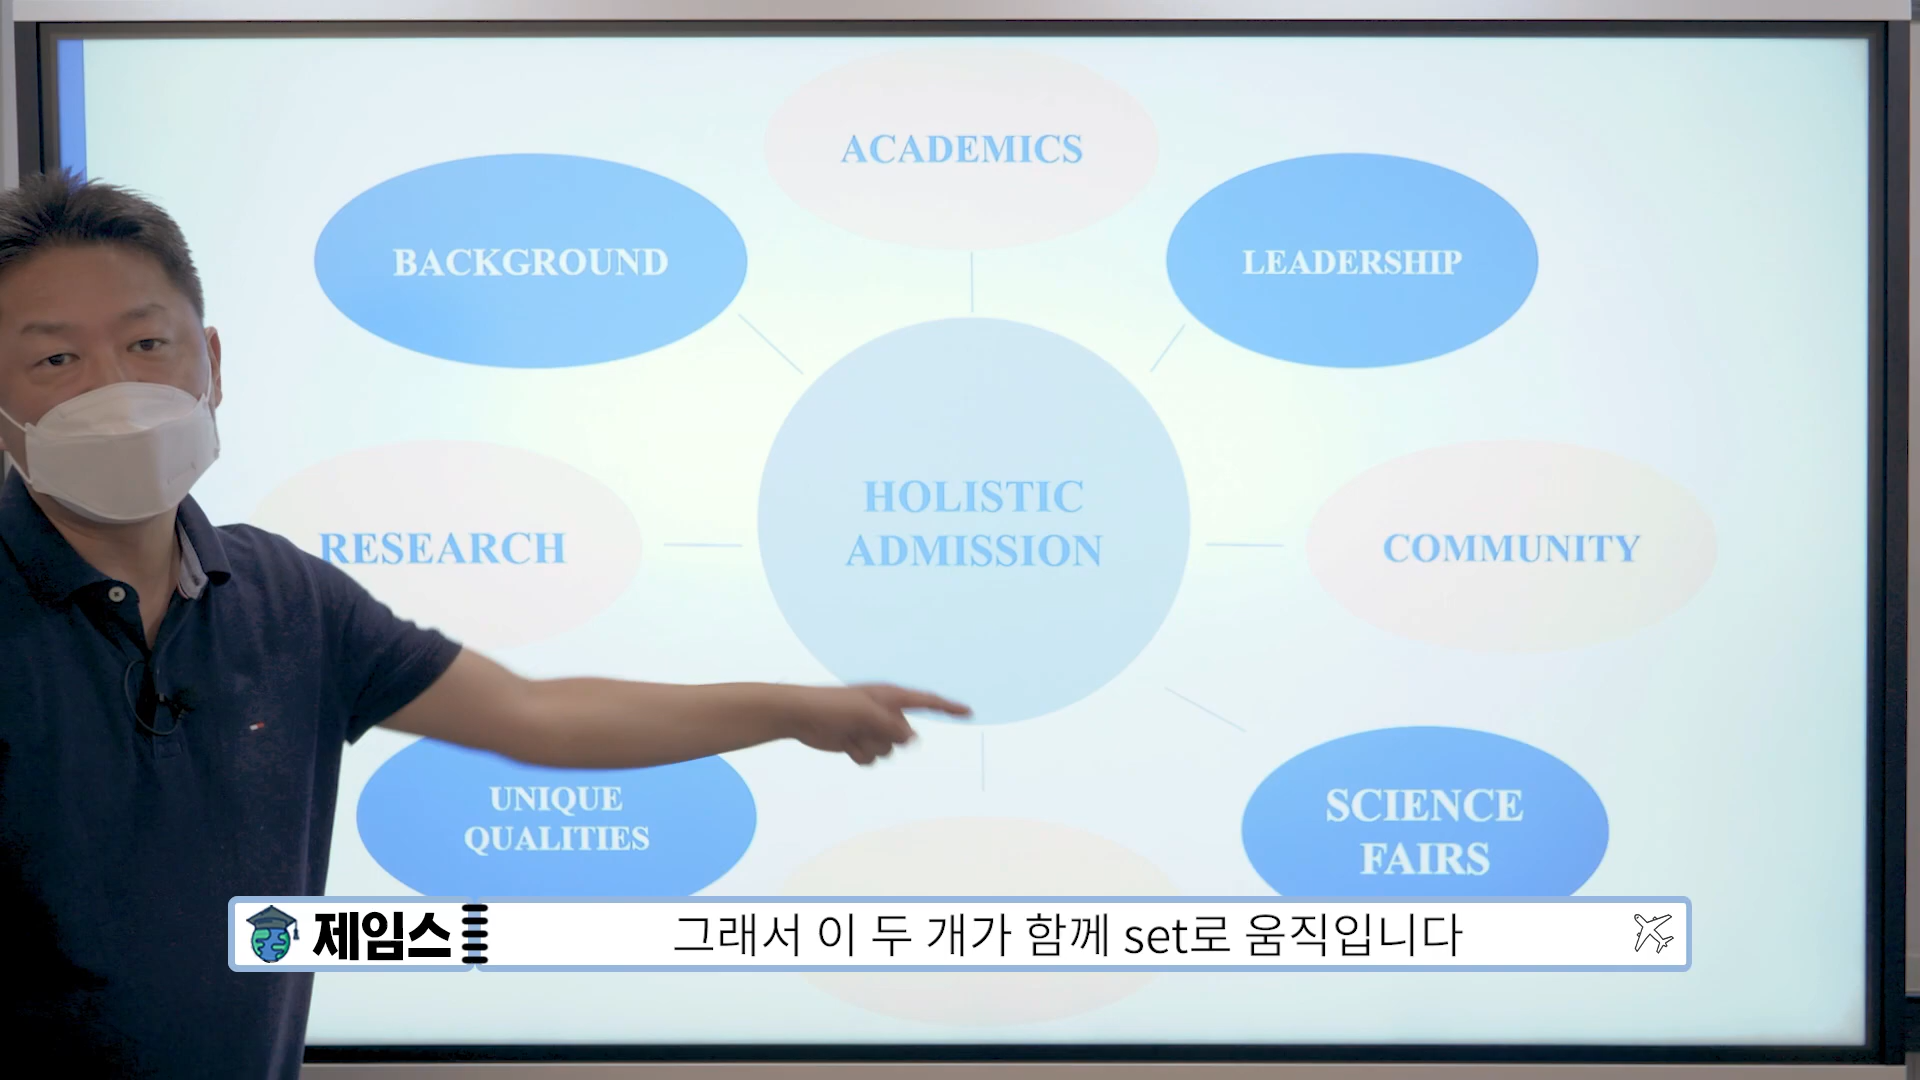 ACADEMICS
BACKGROUND
LEADERSHIP
HOLISTIC
ADMISSION
RESEARCH
COMMUNITY
UNIQUE
QUALITIES
SCIENCE
FAIRS
제임스
그래서 이 두 개가 함께 set로 움직입니다